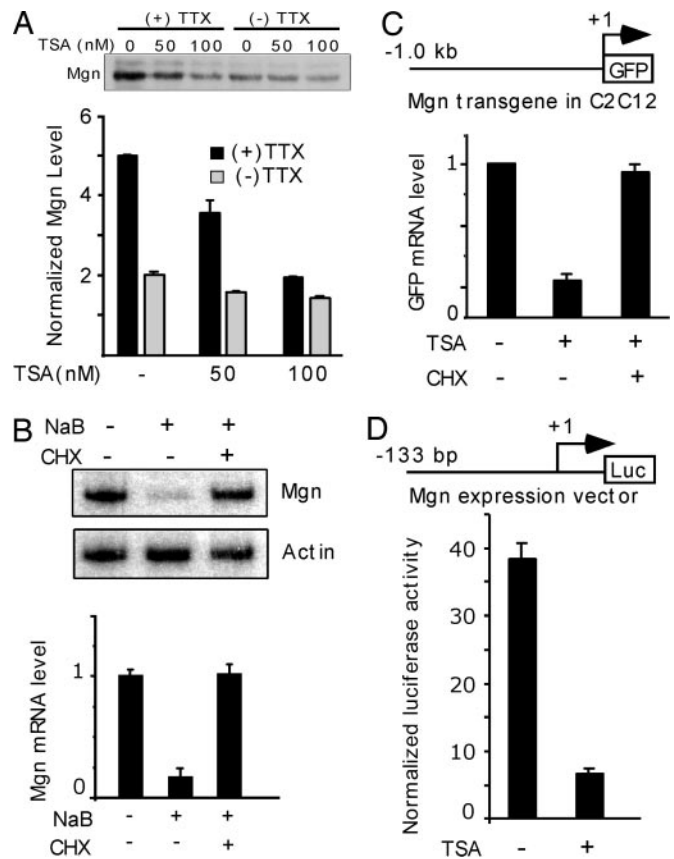 A
(+) TTX (-) TTX
TSA (nM) 0 50 100 0 50 100
Mgn
Normalized Mgn Level
6
4
2
0
(+)TTX
(-)TTX
TSA(nM) - 50 100
B
NaB - + +
CHX - - +
Mgn
Actin
Mgn mRNA level
1
0
NaB - + +
CHX - - +
C
-1.0 kb
+1
GFP
Mgn transgene in C2C12
GFP mRNA level
1
0
TSA - + +
CHX - - +
D
-133 bp
+1
Luc
Mgn expression vector
Normalized luciferase activity
40
30
20
10
0
TSA - +